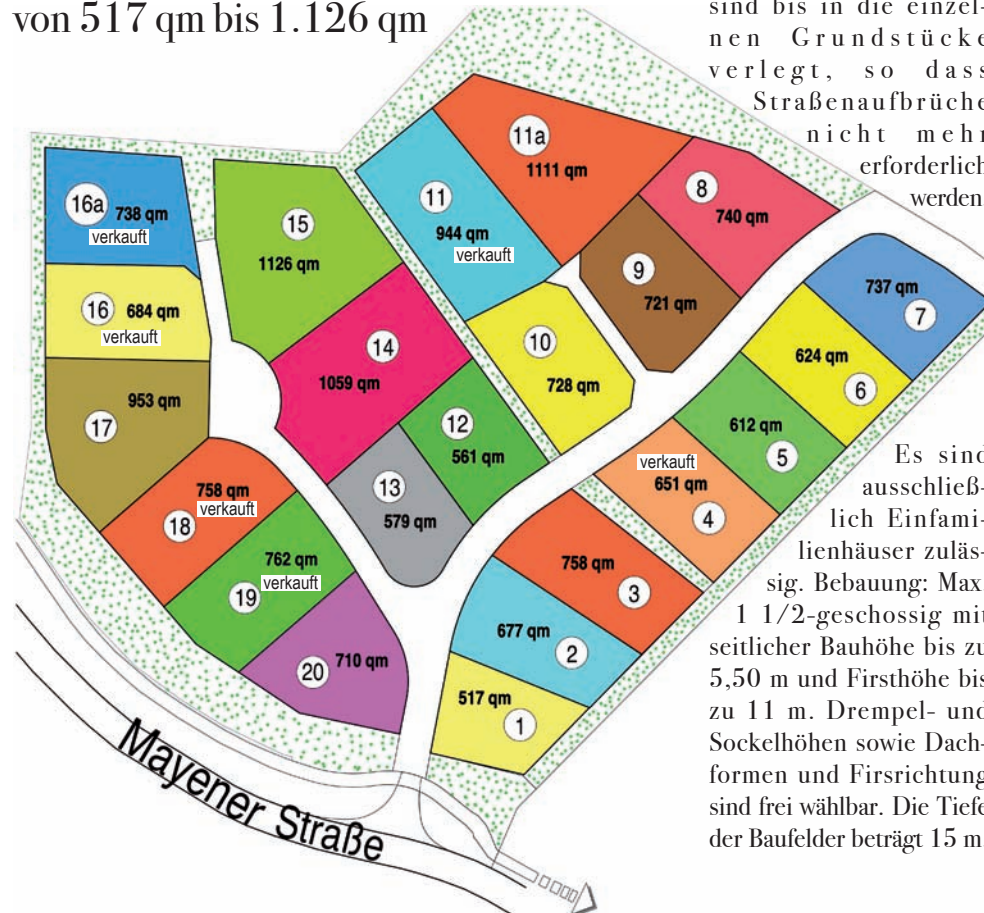 von 517 qm bis 1.126 qm
sind bis in die einzel-
nen Grundstücke
verlegt, so dass
Straßenaufbrüche
nicht mehr
erforderlich
werden.
11a
1111 qm
8
740 qm
16a
738 qm
verkauft
11
944 qm
verkauft
15
1126 qm
9
721 qm
737 qm
7
16
684 qm
verkauft
14
1059 qm
10
728 qm
624 qm
6
17
953 qm
12
561 qm
612 qm
5
13
579 qm
verkauft
651 qm
4
758 qm
verkauft
18
762 qm
verkauft
19
758 qm
3
677 qm
2
20
710 qm
517 qm
1
Es sind
ausschließ-
lich Einfami-
lienhäuser zuläs-
sig. Bebauung: Max.
1 1/2-geschossig mit
seitlicher Bauhöhe bis zu
5,50 m und Firsthöhe bis
zu 11 m. Drempel- und
Sockelhöhen sowie Dach-
formen und Firsrichtung
sind frei wählbar. Die Tiefe
der Baufelder beträgt 15 m.
Mayener Straße